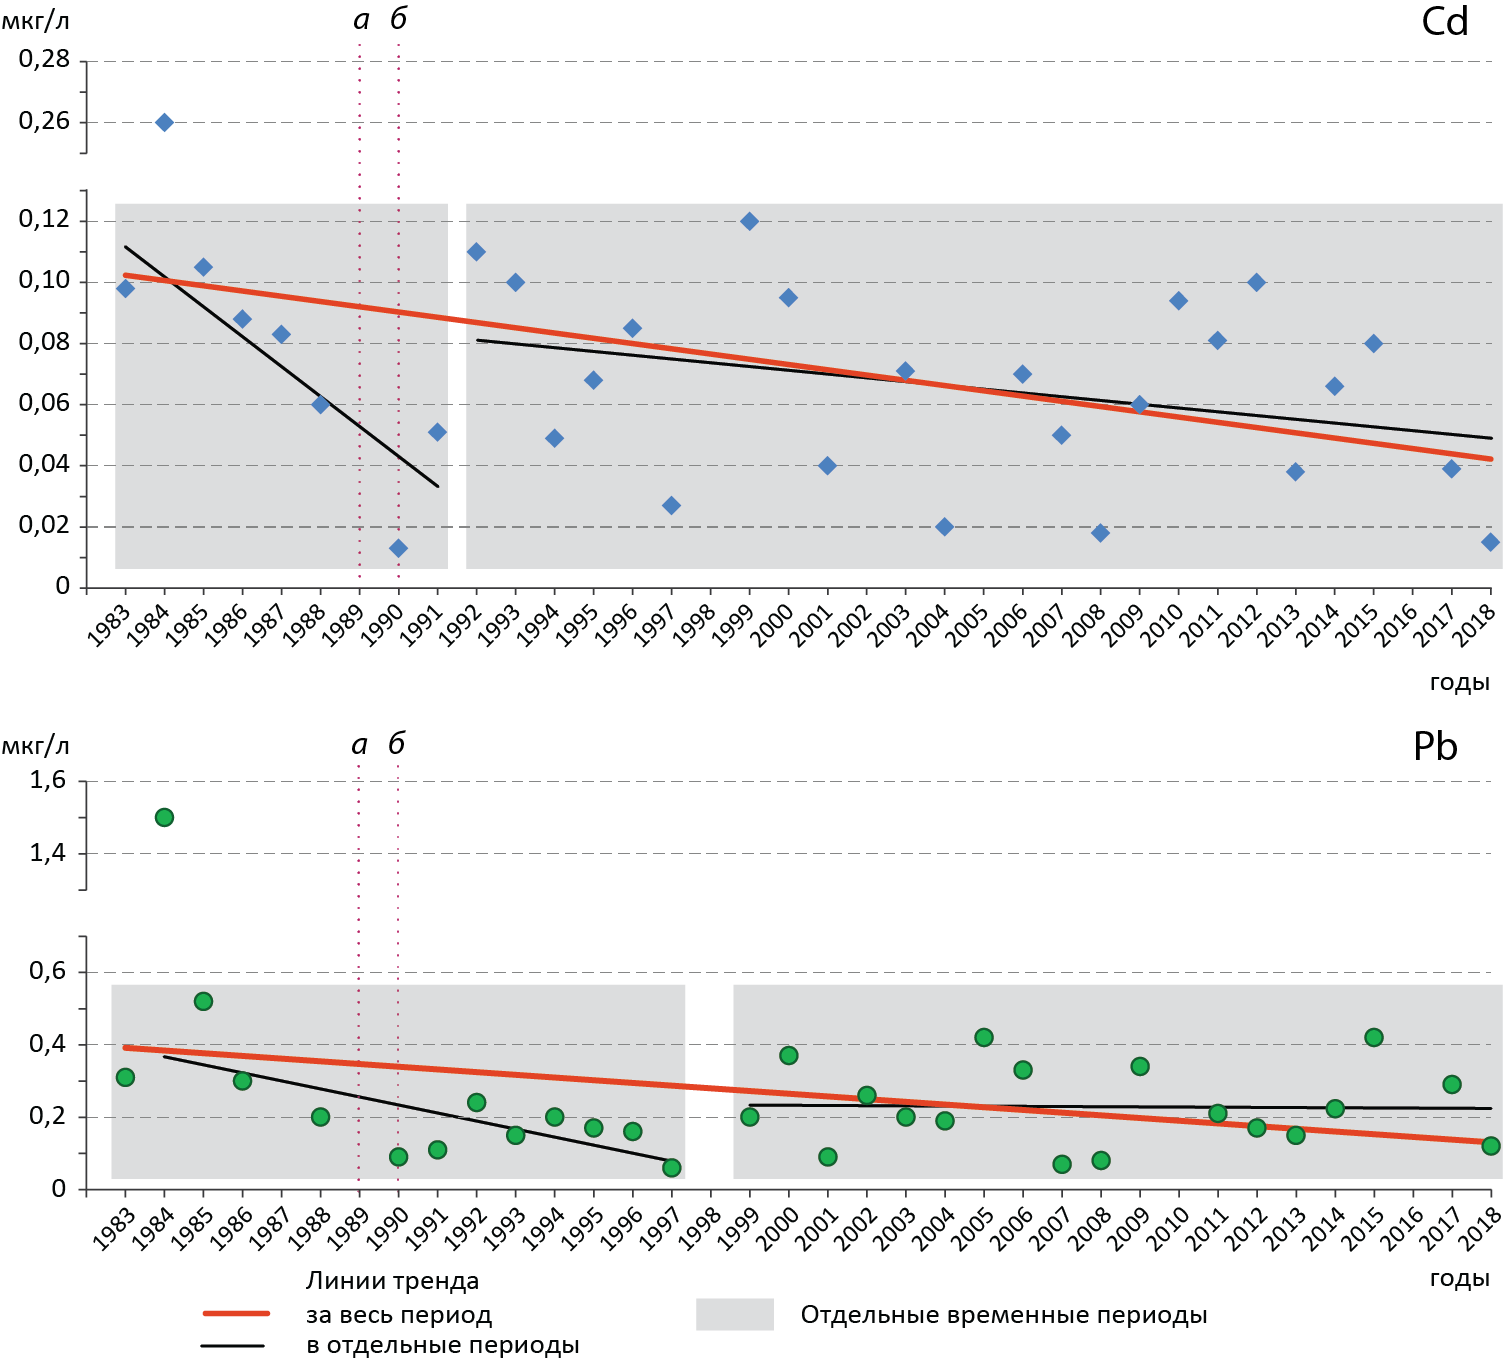 мкг/л
а б
Cd
0,28
0,26
0,12
0,10
0,08
0,06
0,04
0,02
0
1983 1984 1985 1986 1987 1988 1989 1990 1991 1992 1993 1994 1995 1996 1997 1998 1999 2000 2001 2002 2003 2004 2005 2006 2007 2008 2009 2010 2011 2012 2013 2014 2015 2016 2017 2018
годы
мкг/л
а б
Pb
1,6
1,4
0,6
0,4
0,2
0
1983 1984 1985 1986 1987 1988 1989 1990 1991 1992 1993 1994 1995 1996 1997 1998 1999 2000 2001 2002 2003 2004 2005 2006 2007 2008 2009 2010 2011 2012 2013 2014 2015 2016 2017 2018
годы
Линии тренда
за весь период
Отдельные временные периоды
в отдельные периоды